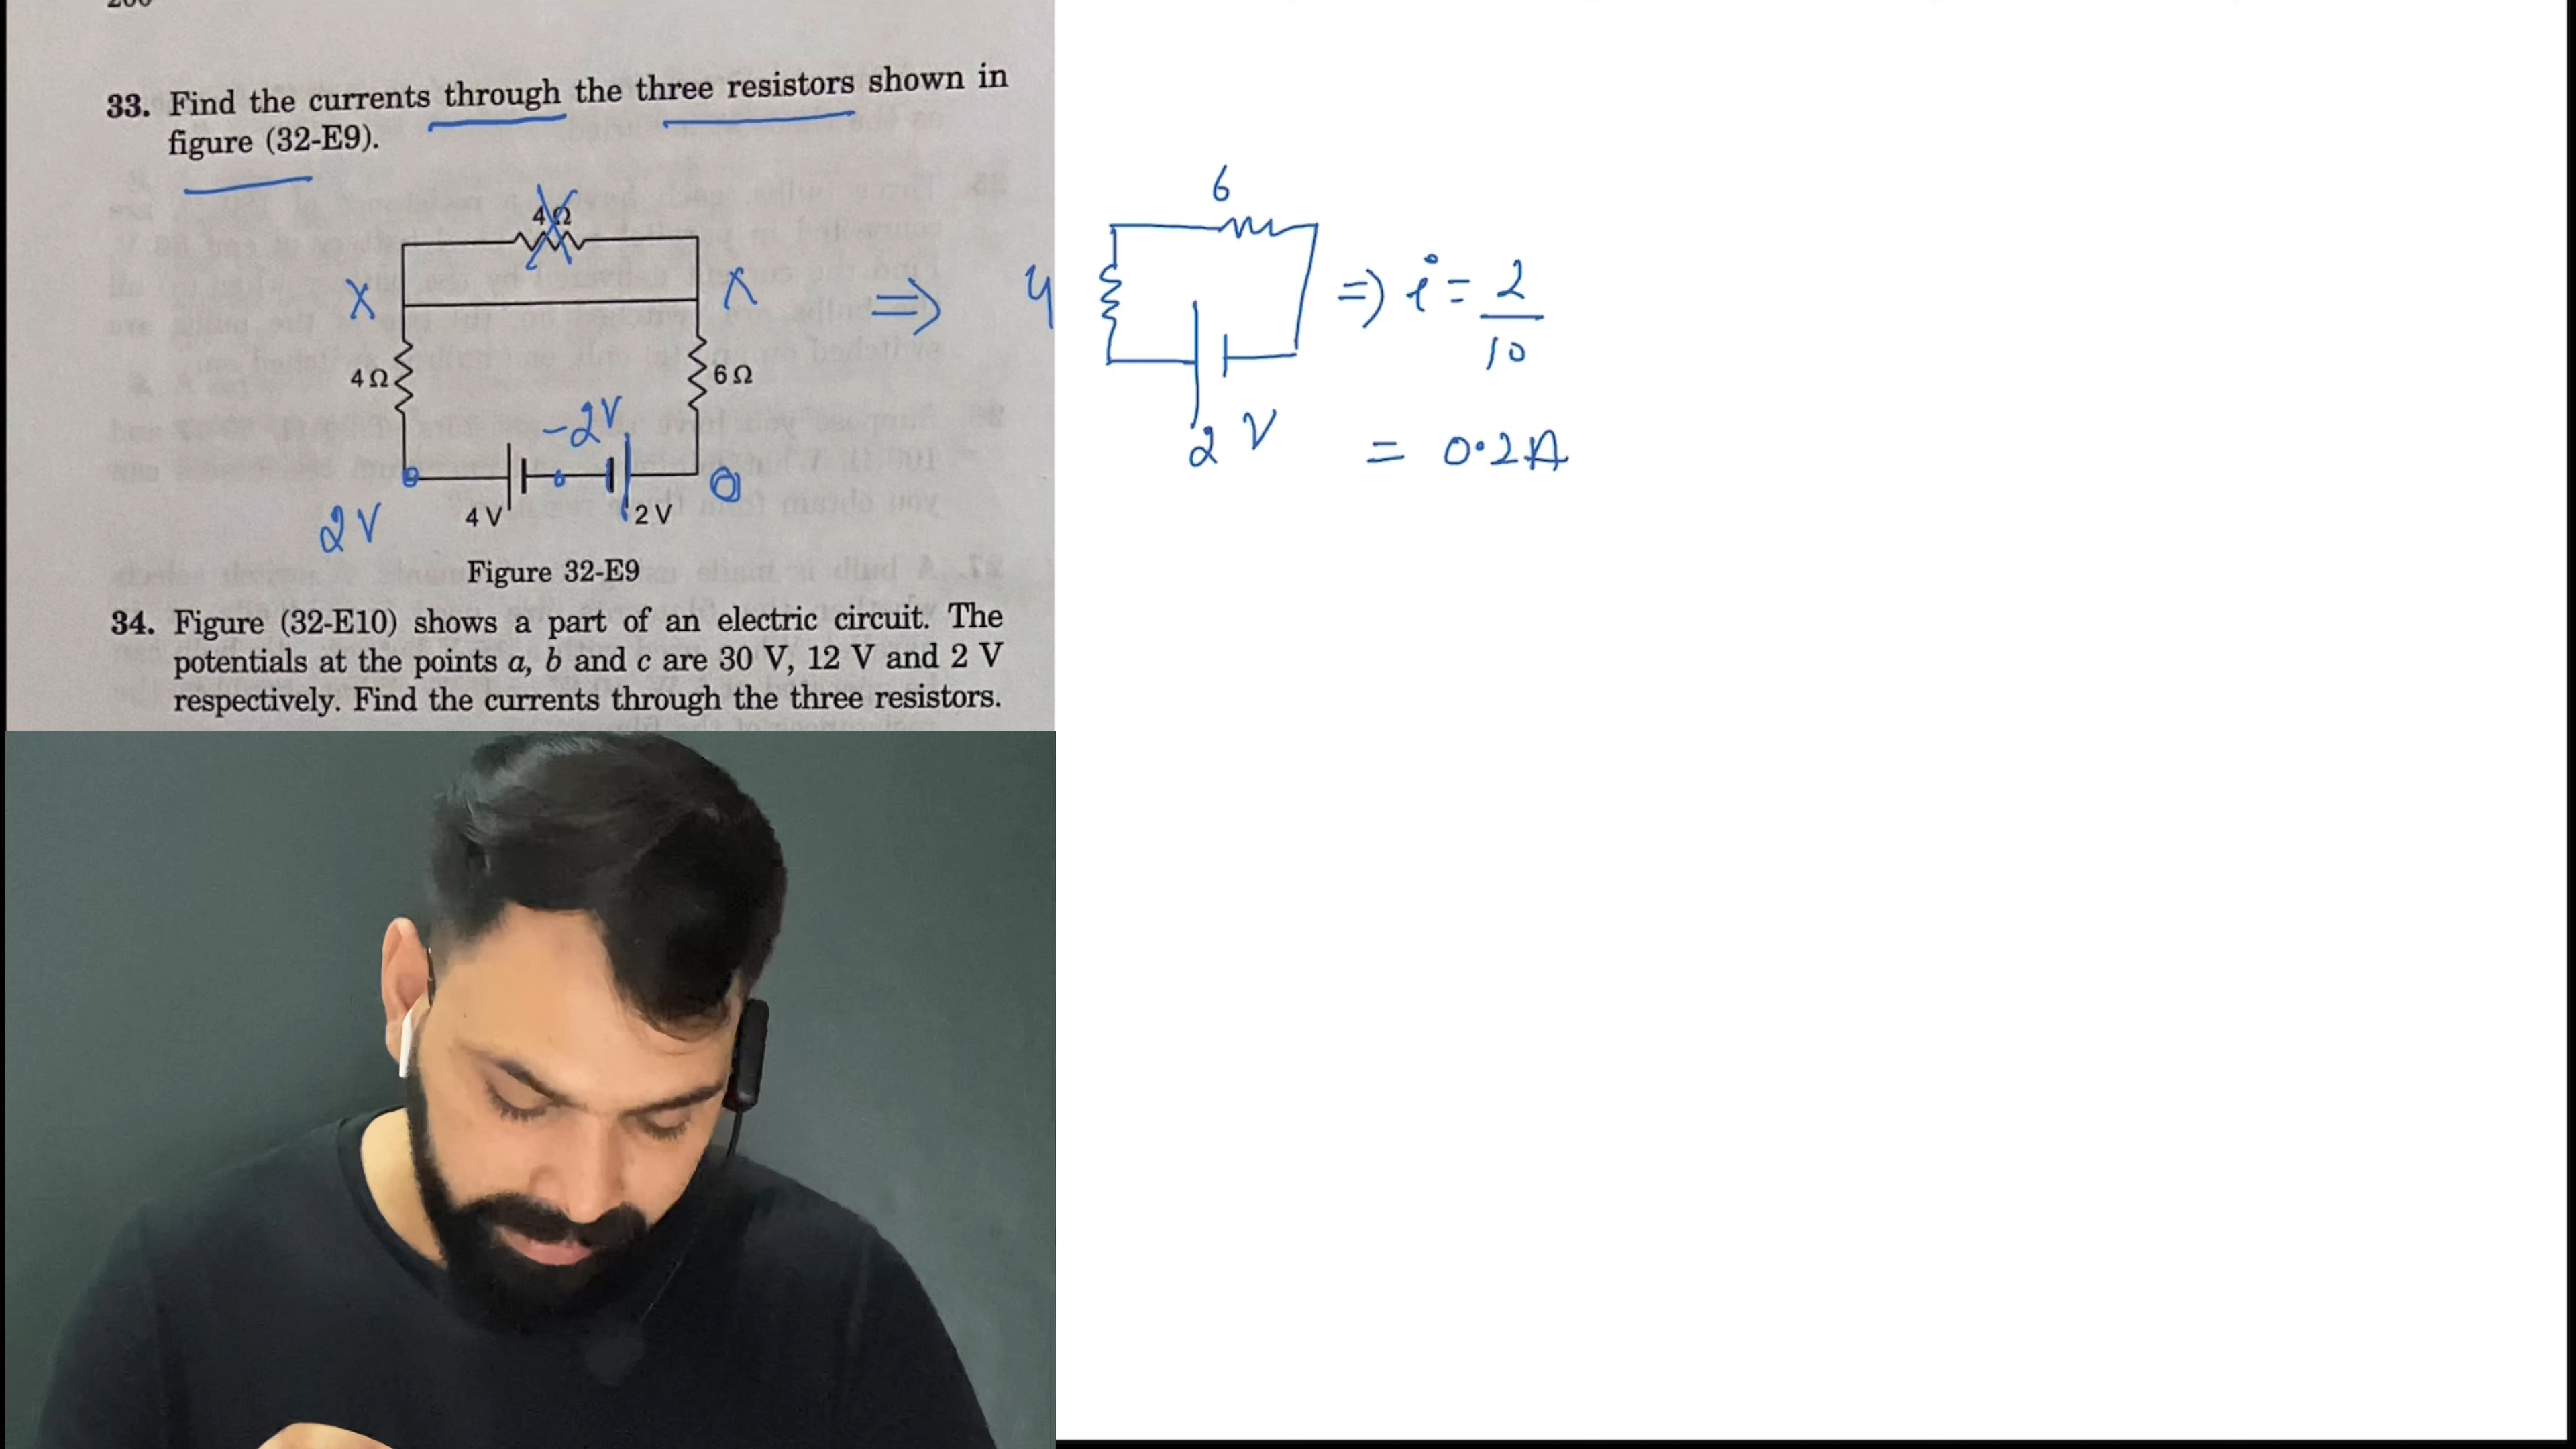 33. Find the currents through the three resistors shown in
figure (32-E9).
4Ω
X X
4Ω
6Ω
-2V
4 V
2 V
2V
0
Figure 32-E9
34. Figure (32-E10) shows a part of an electric circuit. The
potentials at the points a, b and c are 30 V, 12 V and 2 V
respectively. Find the currents through the three resistors.
⇒
6
4
2 V
⇒ i = 2/10
= 0.2A